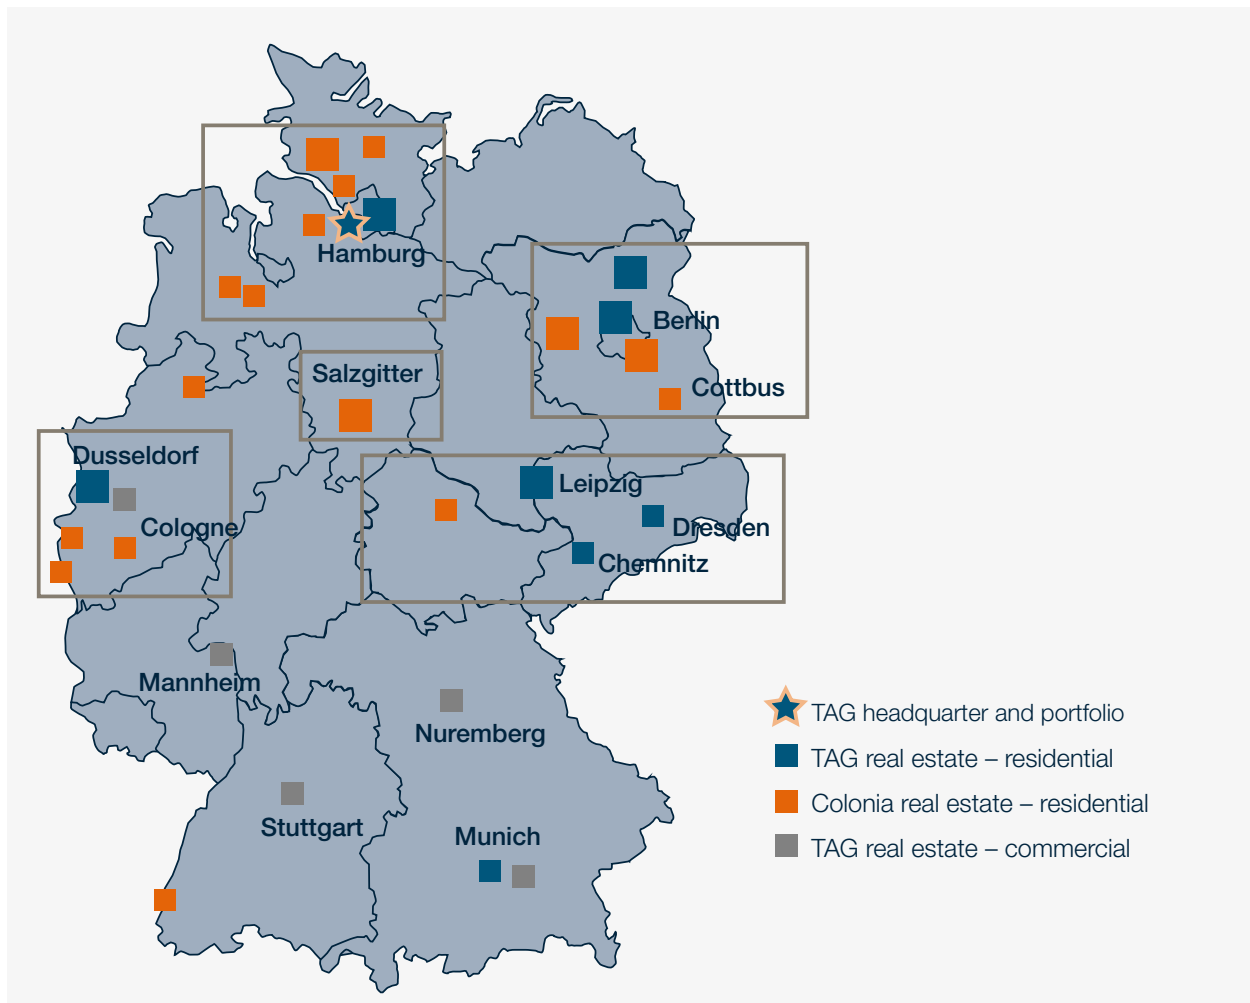 Hamburg
Berlin
Salzgitter
Cottbus
Dusseldorf
Leipzig
Cologne
Dresden
Chemnitz
Mannheim
Nuremberg
Stuttgart
Munich
TAG headquarter and portfolio
TAG real estate – residential
Colonia real estate – residential
TAG real estate – commercial